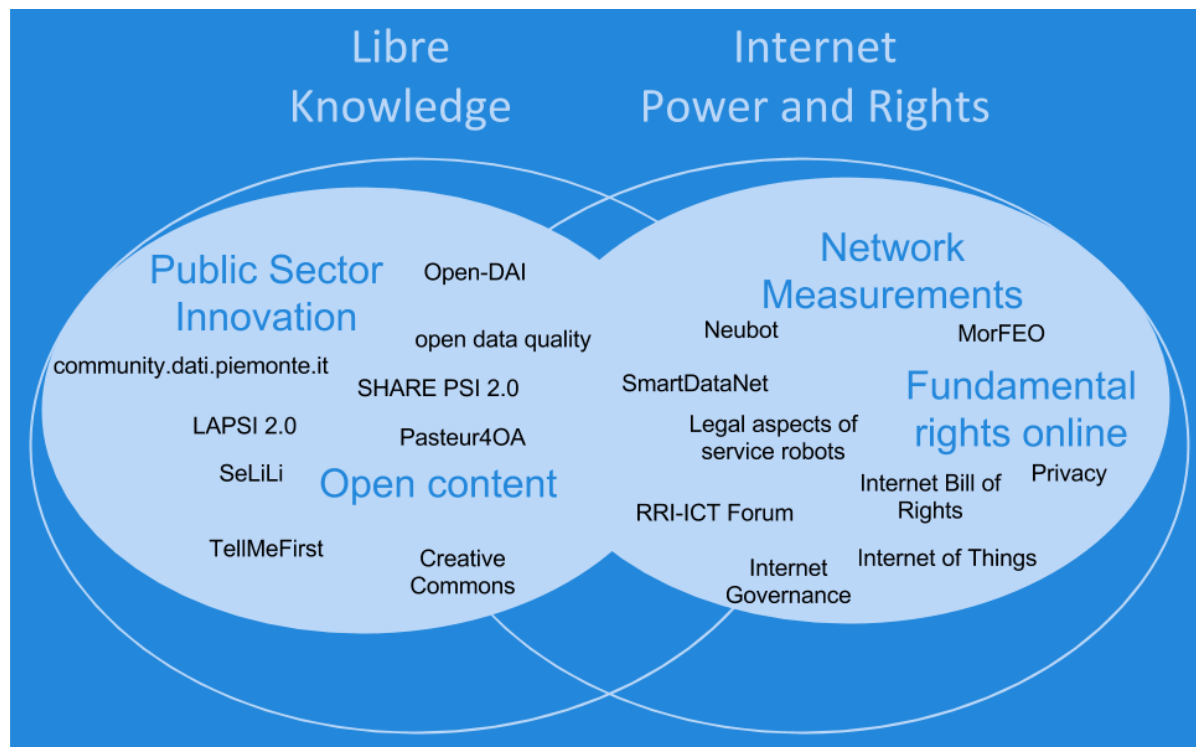 Libre
Knowledge
Internet
Power and Rights
Public Sector
Innovation
Open-DAI
open data quality
community.dati.piemonte.it
SHARE PSI 2.0
LAPSI 2.0
Pasteur4OA
SeLiLi
Open content
TellMeFirst
Creative
Commons
Network
Measurements
Neubot
MorFEO
SmartDataNet
Fundamental
rights online
Legal aspects of
service robots
Privacy
Internet Bill of
Rights
RRI-ICT Forum
Internet of Things
Internet
Governance